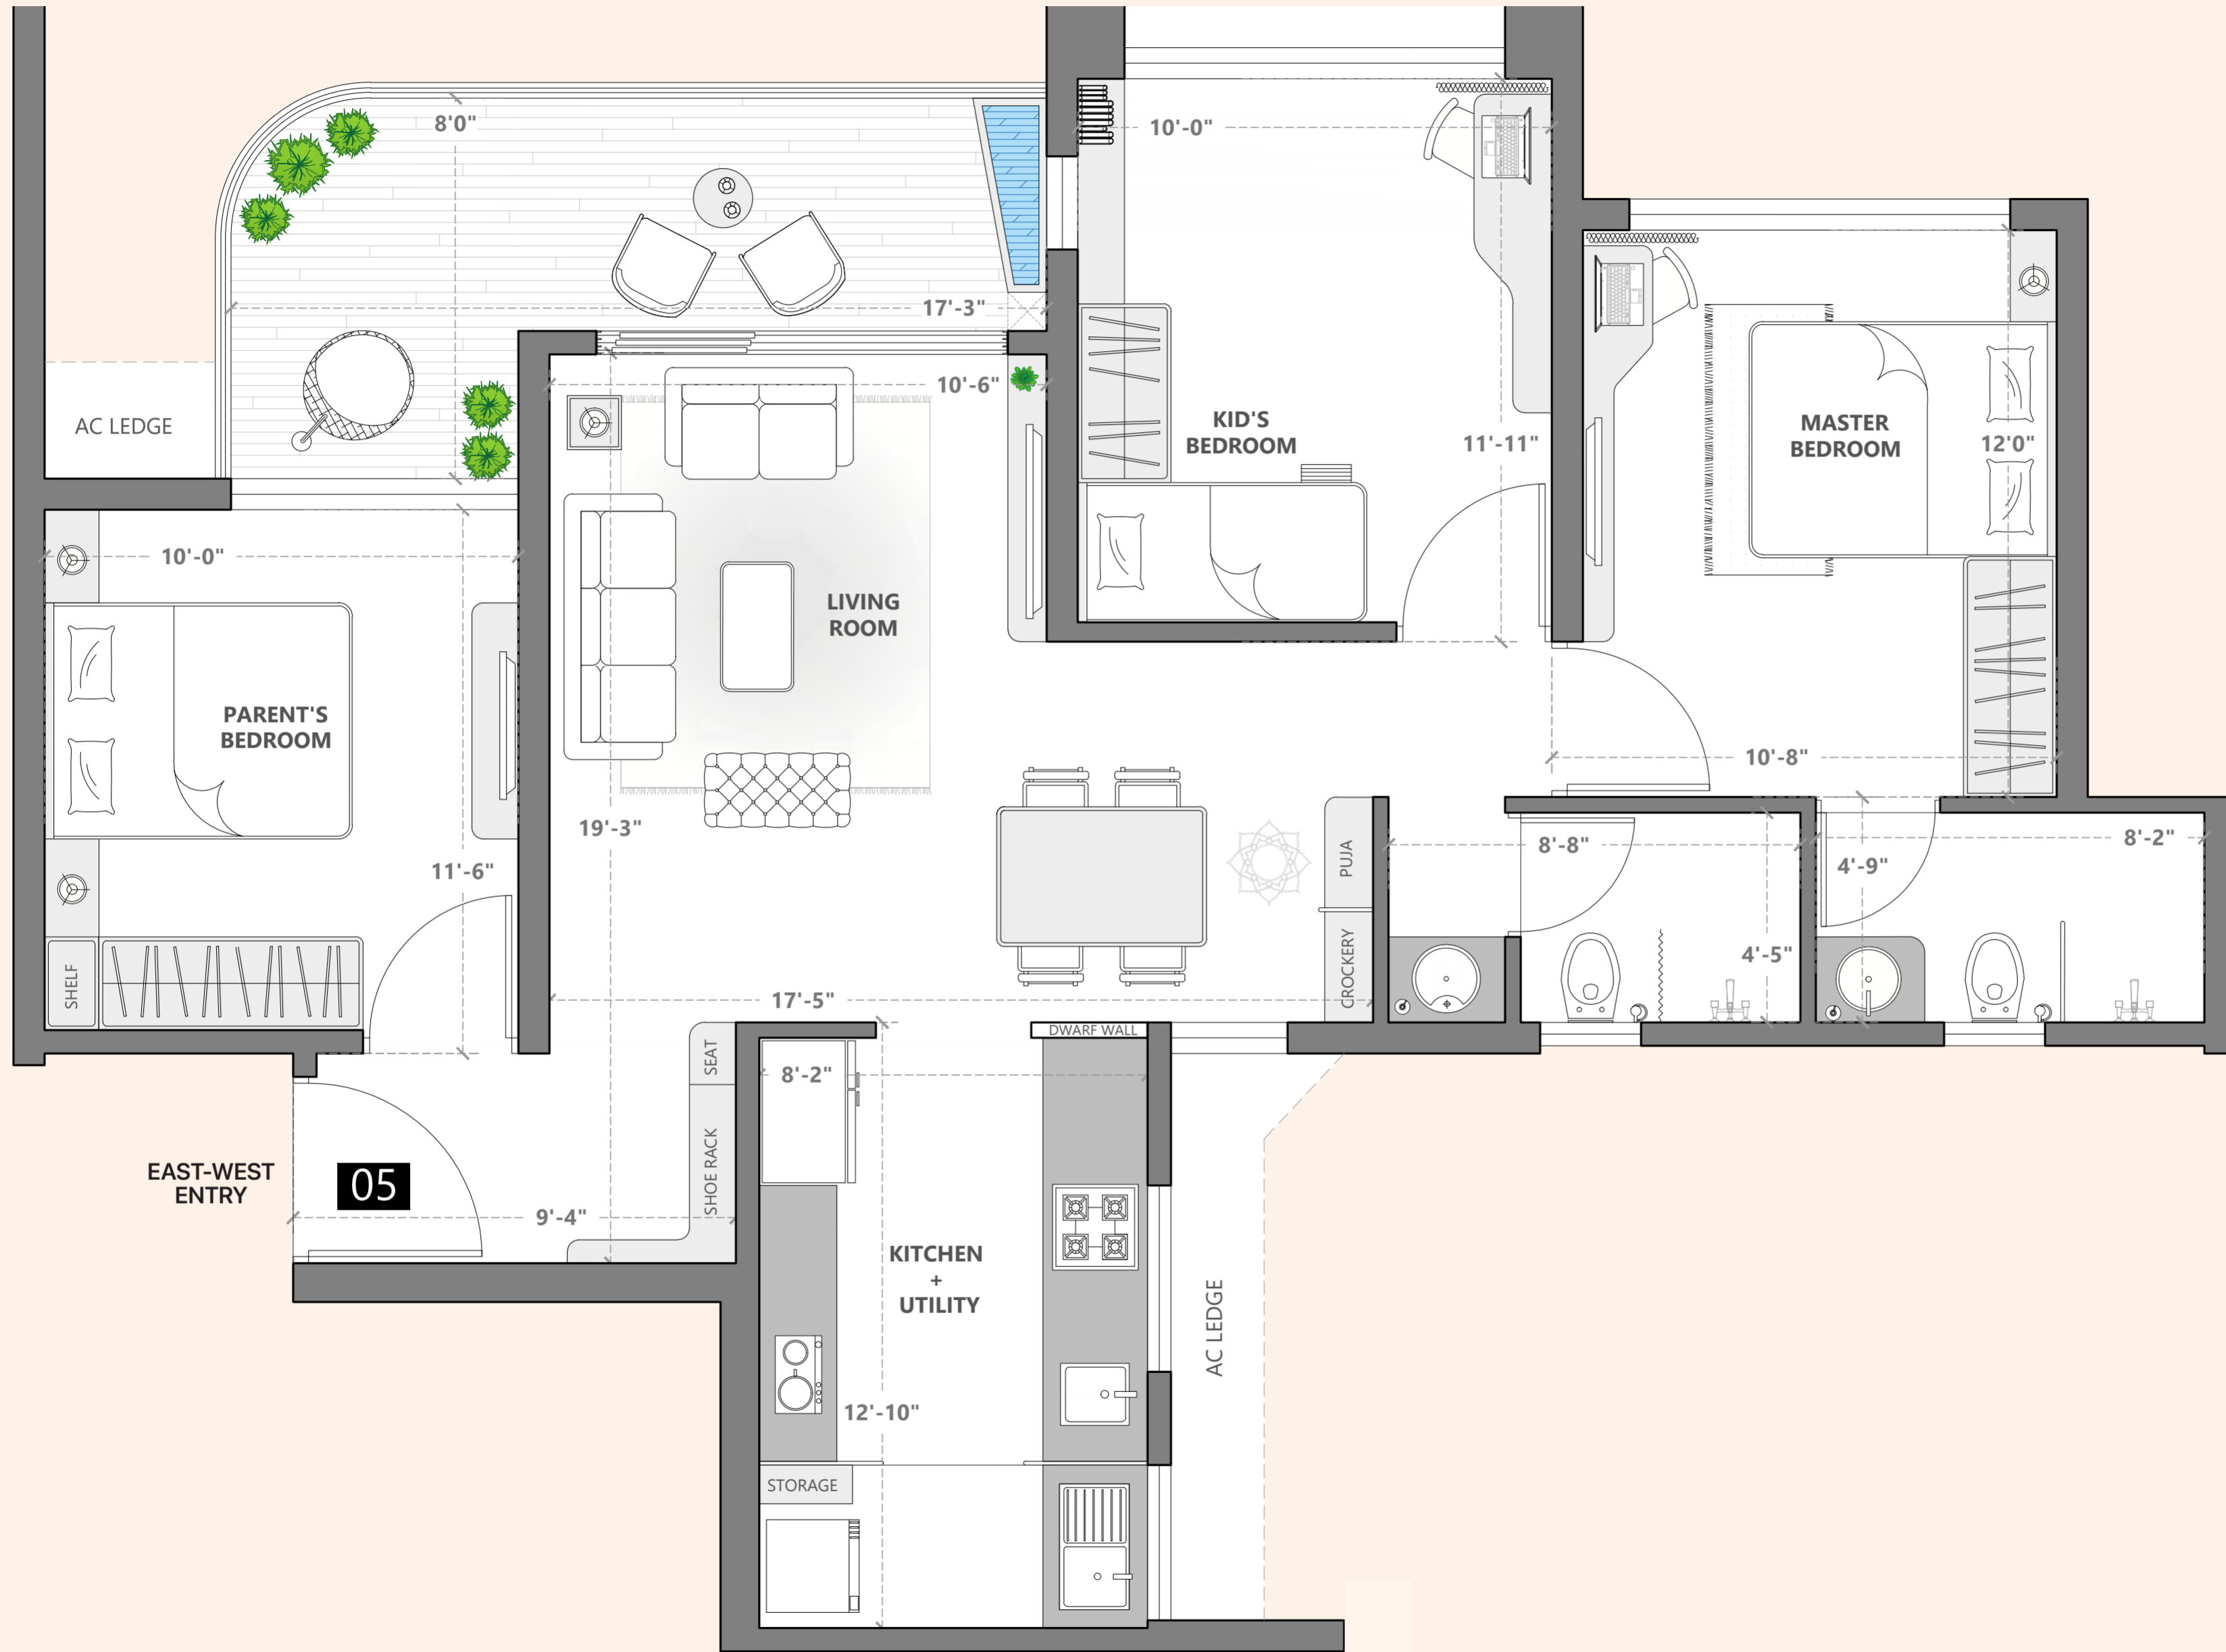 8'0"
10'-0"
17'-3"
10'-6"
AC LEDGE
KID'S
BEDROOM
11'-11"
MASTER
BEDROOM
12'0"
10'-0"
LIVING
ROOM
PARENT'S
BEDROOM
10'-8"
19'-3"
11'-6"
PUJA
8'-8"
4'-9"
8'-2"
SHELF
CROCKERY
4'-5"
17'-5"
DWARF WALL
SEAT
8'-2"
SHOE RACK
EAST-WEST
ENTRY
05
9'-4"
KITCHEN
+
UTILITY
AC LEDGE
12'-10"
STORAGE